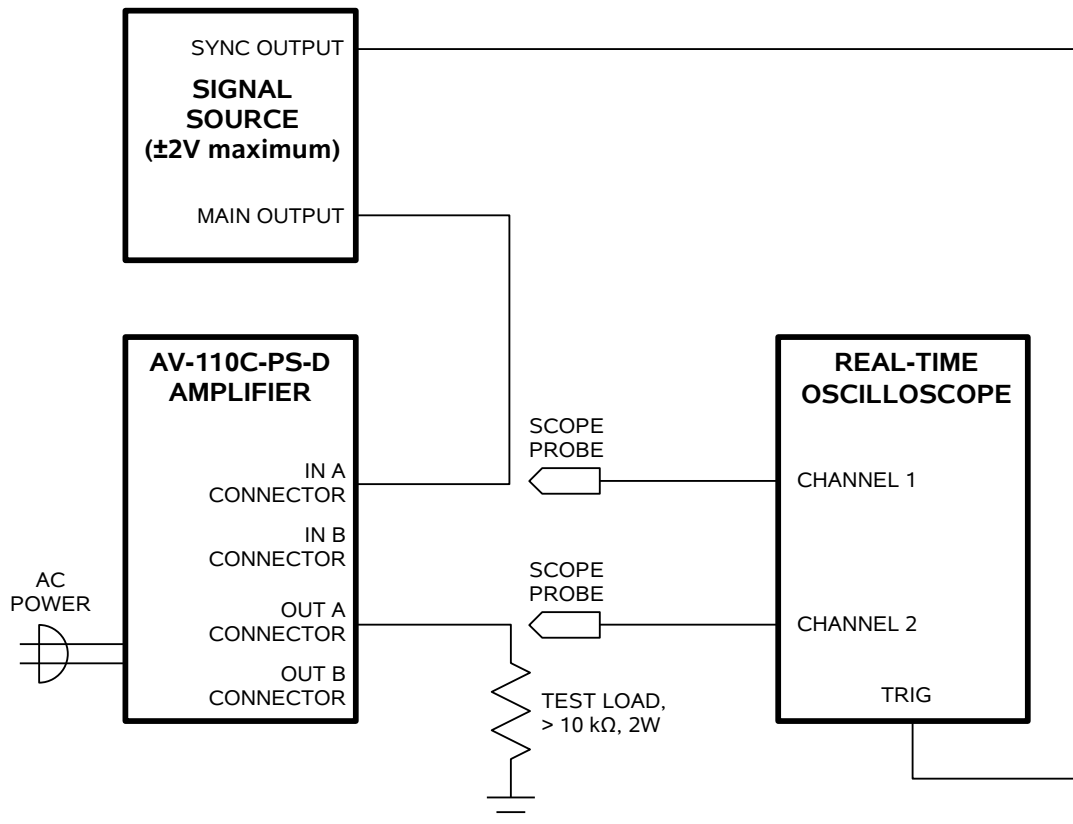 SYNC OUTPUT
SIGNAL
SOURCE
(±2V maximum)
MAIN OUTPUT
AV-110C-PS-D
AMPLIFIER
IN A
CONNECTOR
IN B
CONNECTOR
OUT A
CONNECTOR
OUT B
CONNECTOR
AC
POWER
SCOPE
PROBE
SCOPE
PROBE
TEST LOAD,
> 10 kΩ, 2W
REAL-TIME
OSCILLOSCOPE
CHANNEL 1
CHANNEL 2
TRIG